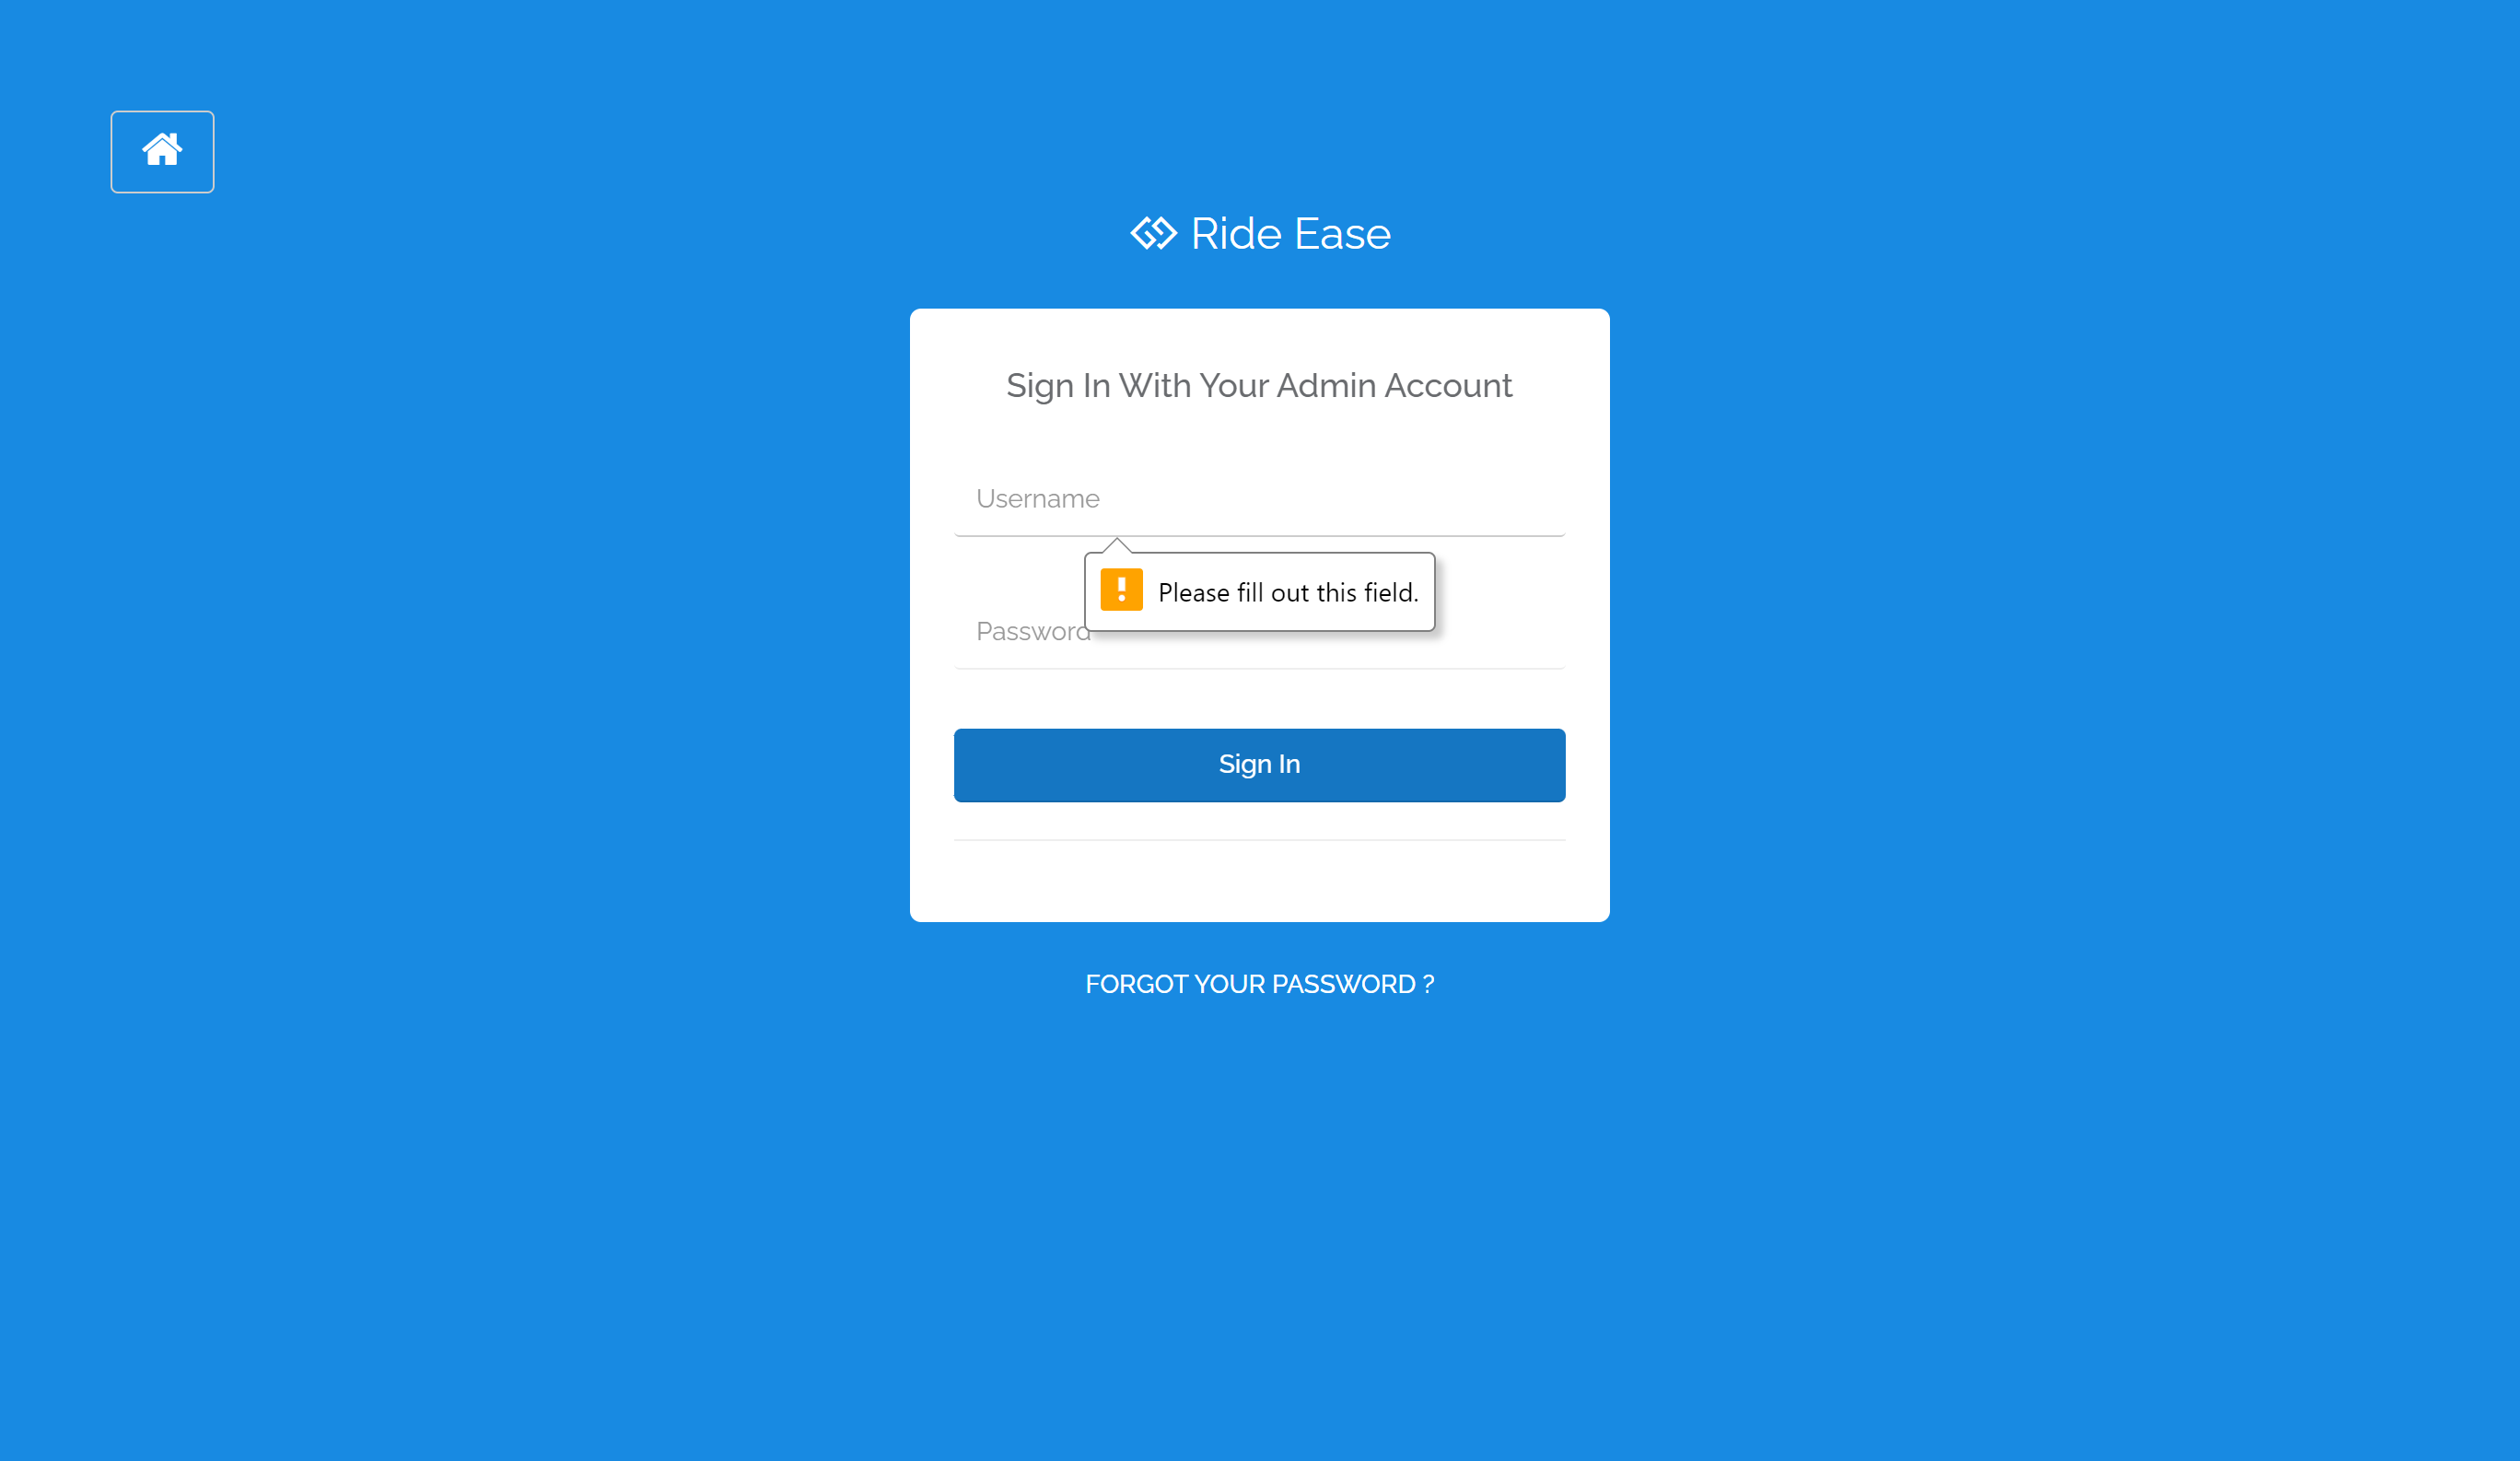 Ride Ease
Sign In With Your Admin Account
Username
Please fill out this field.
Password
Sign In
FORGOT YOUR PASSWORD ?